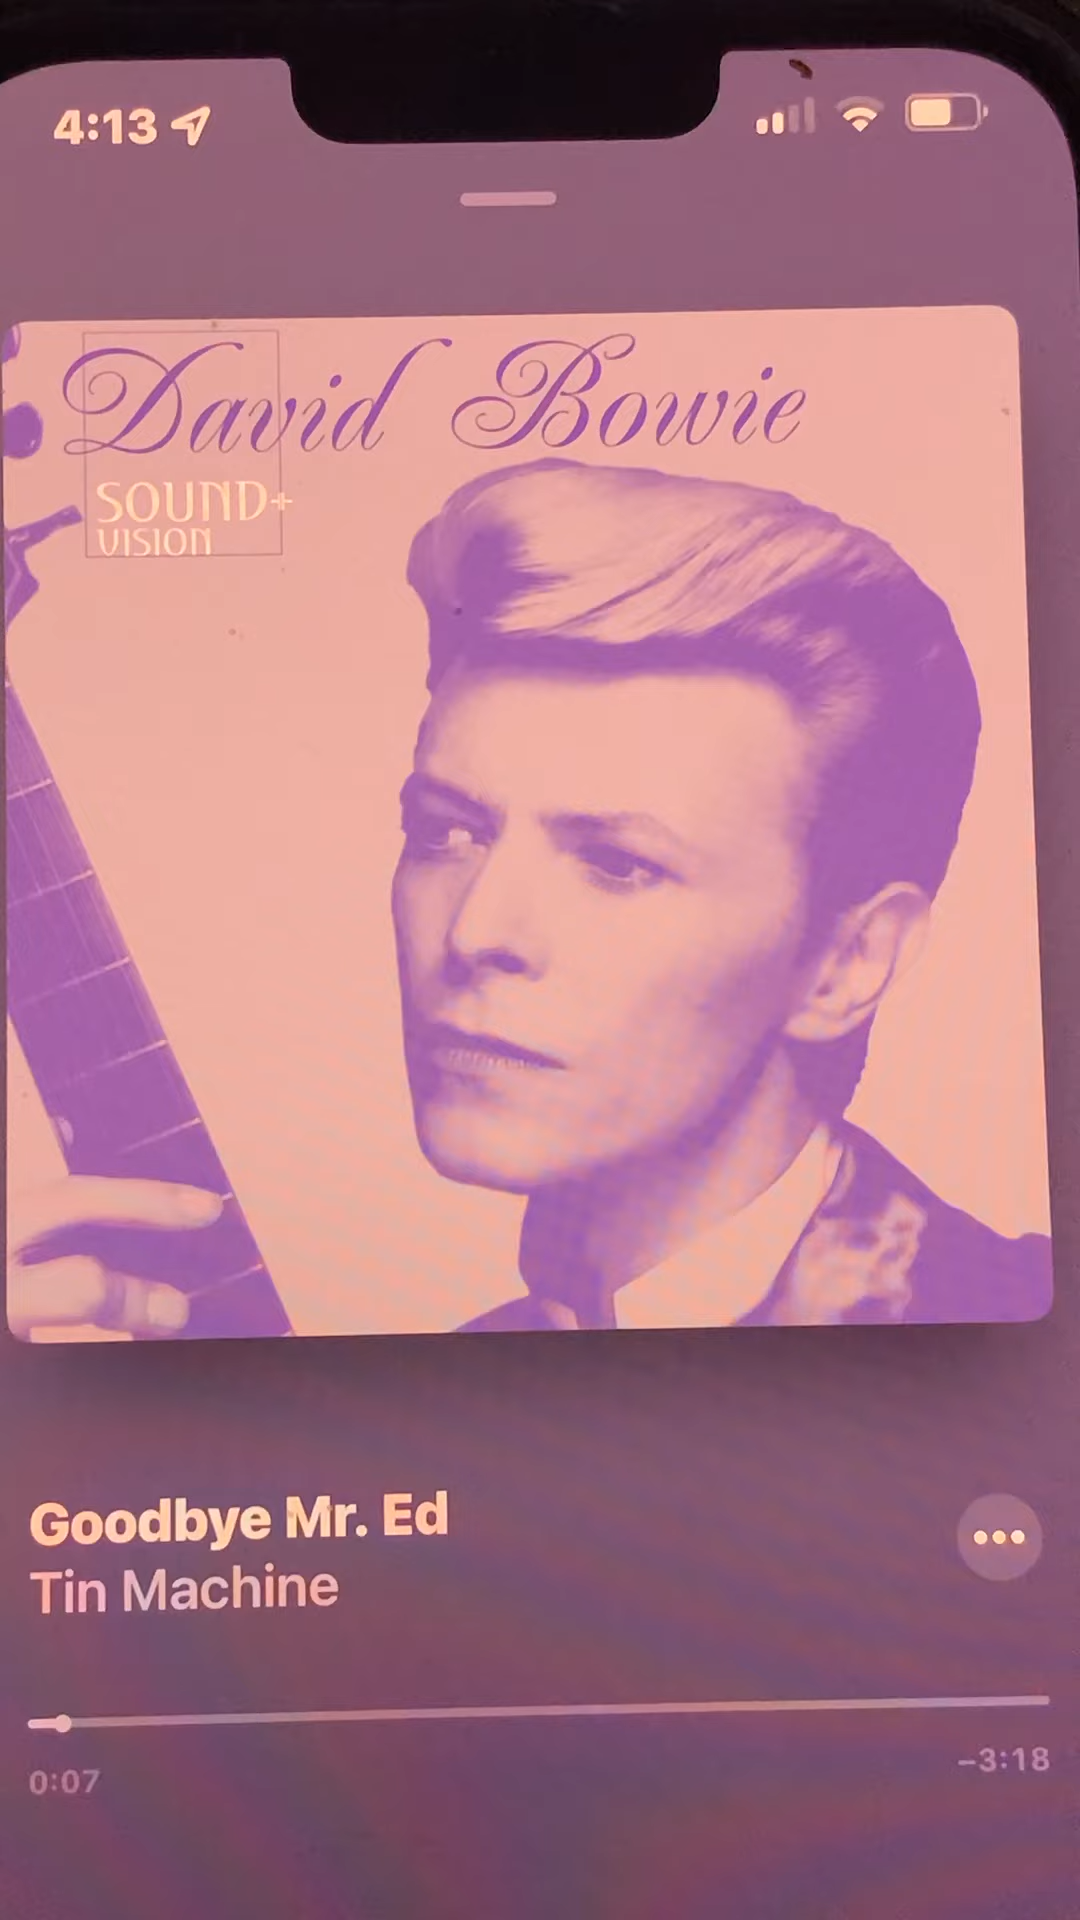 4:13
David Bowie
SOUND+
VISION
Goodbye Mr. Ed
Tin Machine
0:07
-3:18